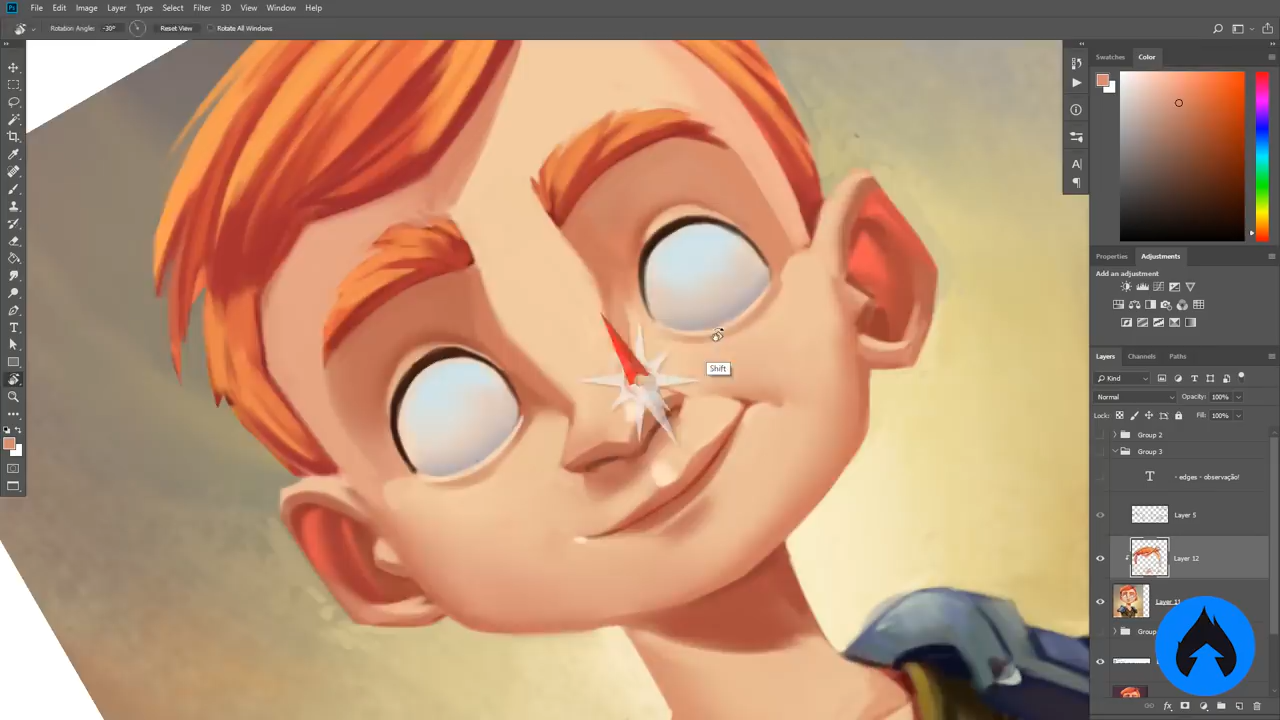 Ps File Edit Image Layer Type Select Filter 3D View Window Help
Rotation Angle: -30° Reset View Rotate All Windows
Swatches Color
Shift
Properties Adjustments
Add an adjustment
Layers Channels Paths
Kind
Normal Opacity: 100%
Lock: Fill: 100%
Group 2
Group 3
T - edges - observação!
Layer 5
Layer 12
Group